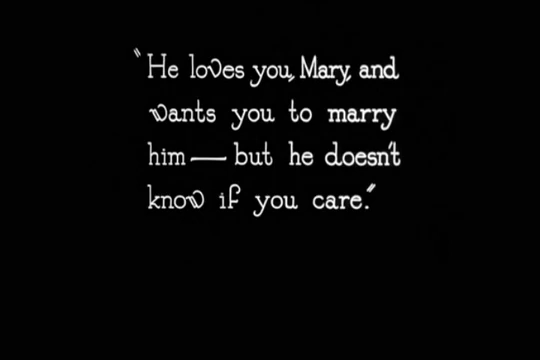 "He loves you, Mary, and
wants you to marry
him — but he doesn't
know if you care."